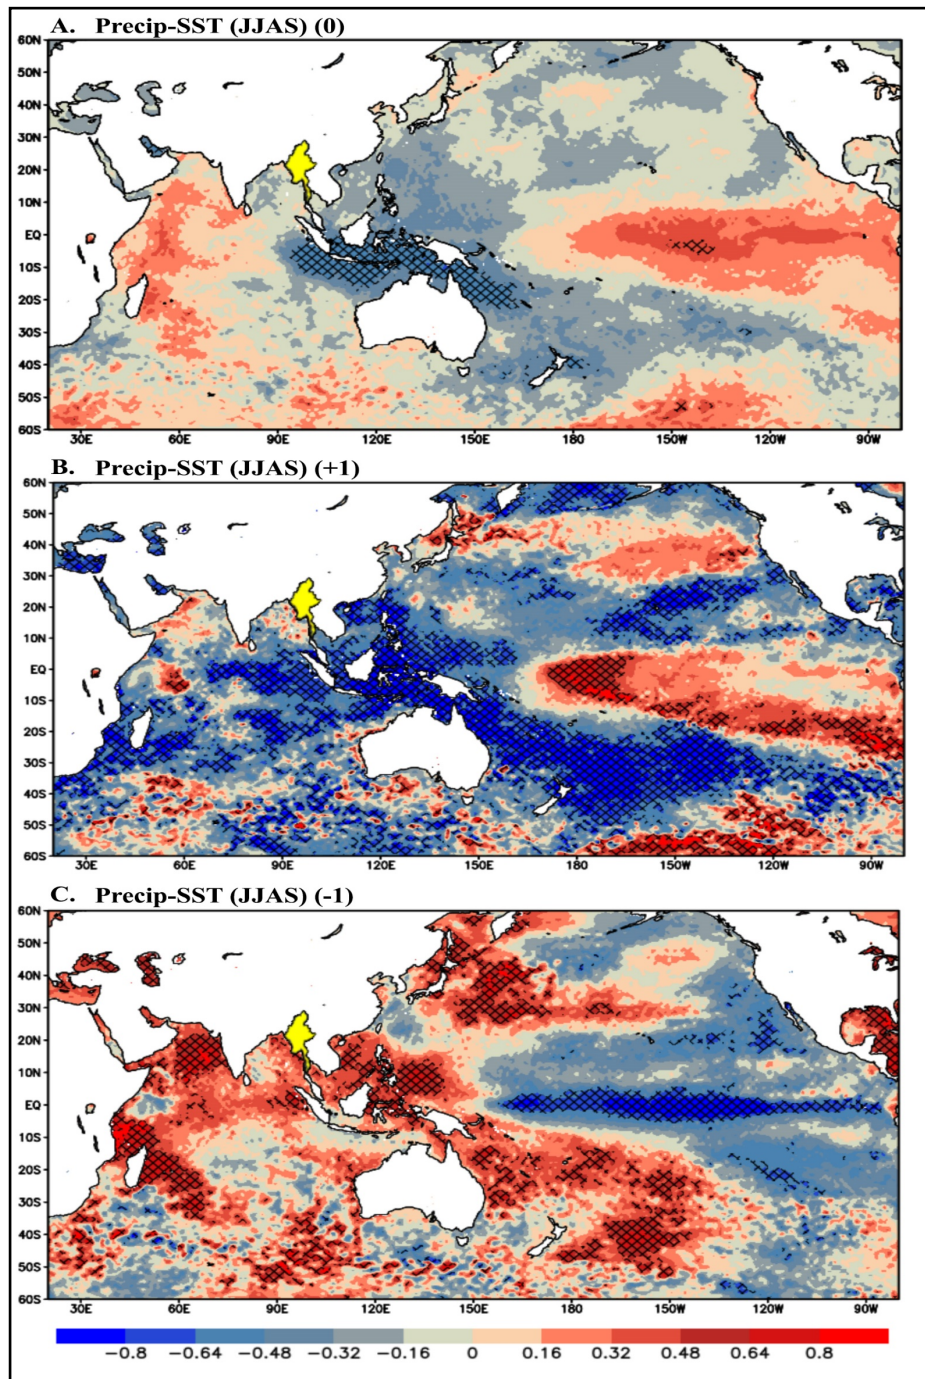 A. Precip-SST (JJAS) (0)
60N
50N
40N
30N
20N
10N
EQ
10S
20S
30S
40S
50S
60S
30E 60E 90E 120E 150E 180 150W 120W 90W
B. Precip-SST (JJAS) (+1)
60N
50N
40N
30N
20N
10N
EQ
10S
20S
30S
40S
50S
60S
30E 60E 90E 120E 150E 180 150W 120W 90W
C. Precip-SST (JJAS) (-1)
60N
50N
40N
30N
20N
10N
EQ
10S
20S
30S
40S
50S
60S
30E 60E 90E 120E 150E 180 150W 120W 90W
−0.8 −0.64 −0.48 −0.32 −0.16 0 0.16 0.32 0.48 0.64 0.8